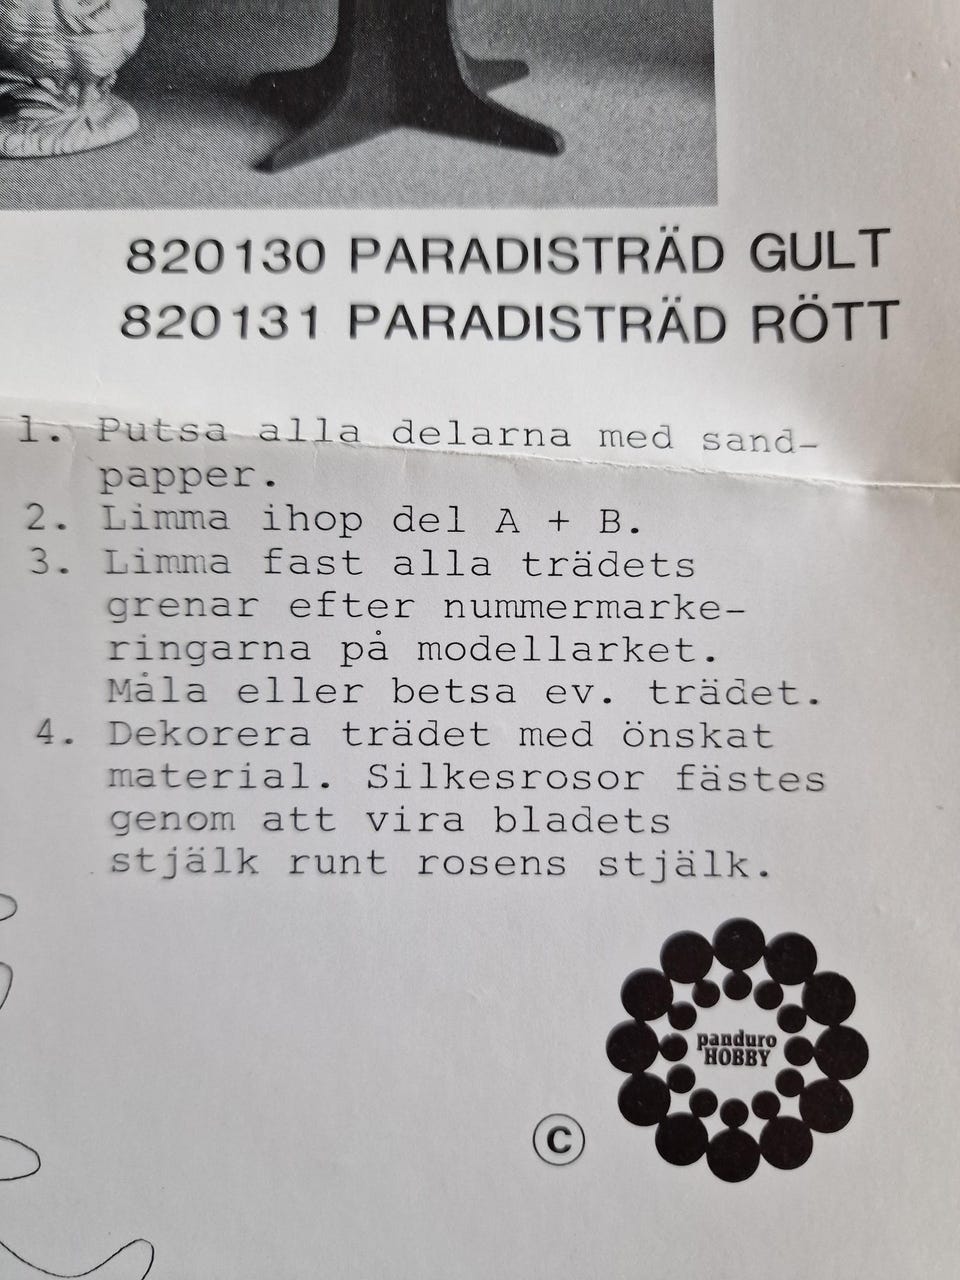 820130 PARADISTRÄD GULT
820131 PARADISTRÄD RÖTT
1. Putsa alla delarna med sand-
papper.
2. Limma ihop del A + B.
3. Limma fast alla trädets
grenar efter nummermarke-
ringarna på modellarket.
Måla eller betsa ev. trädet.
4. Dekorera trädet med önskat
material. Silkesrosor fästes
genom att vira bladets
stjälk runt rosens stjälk.
panduro
HOBBY
©